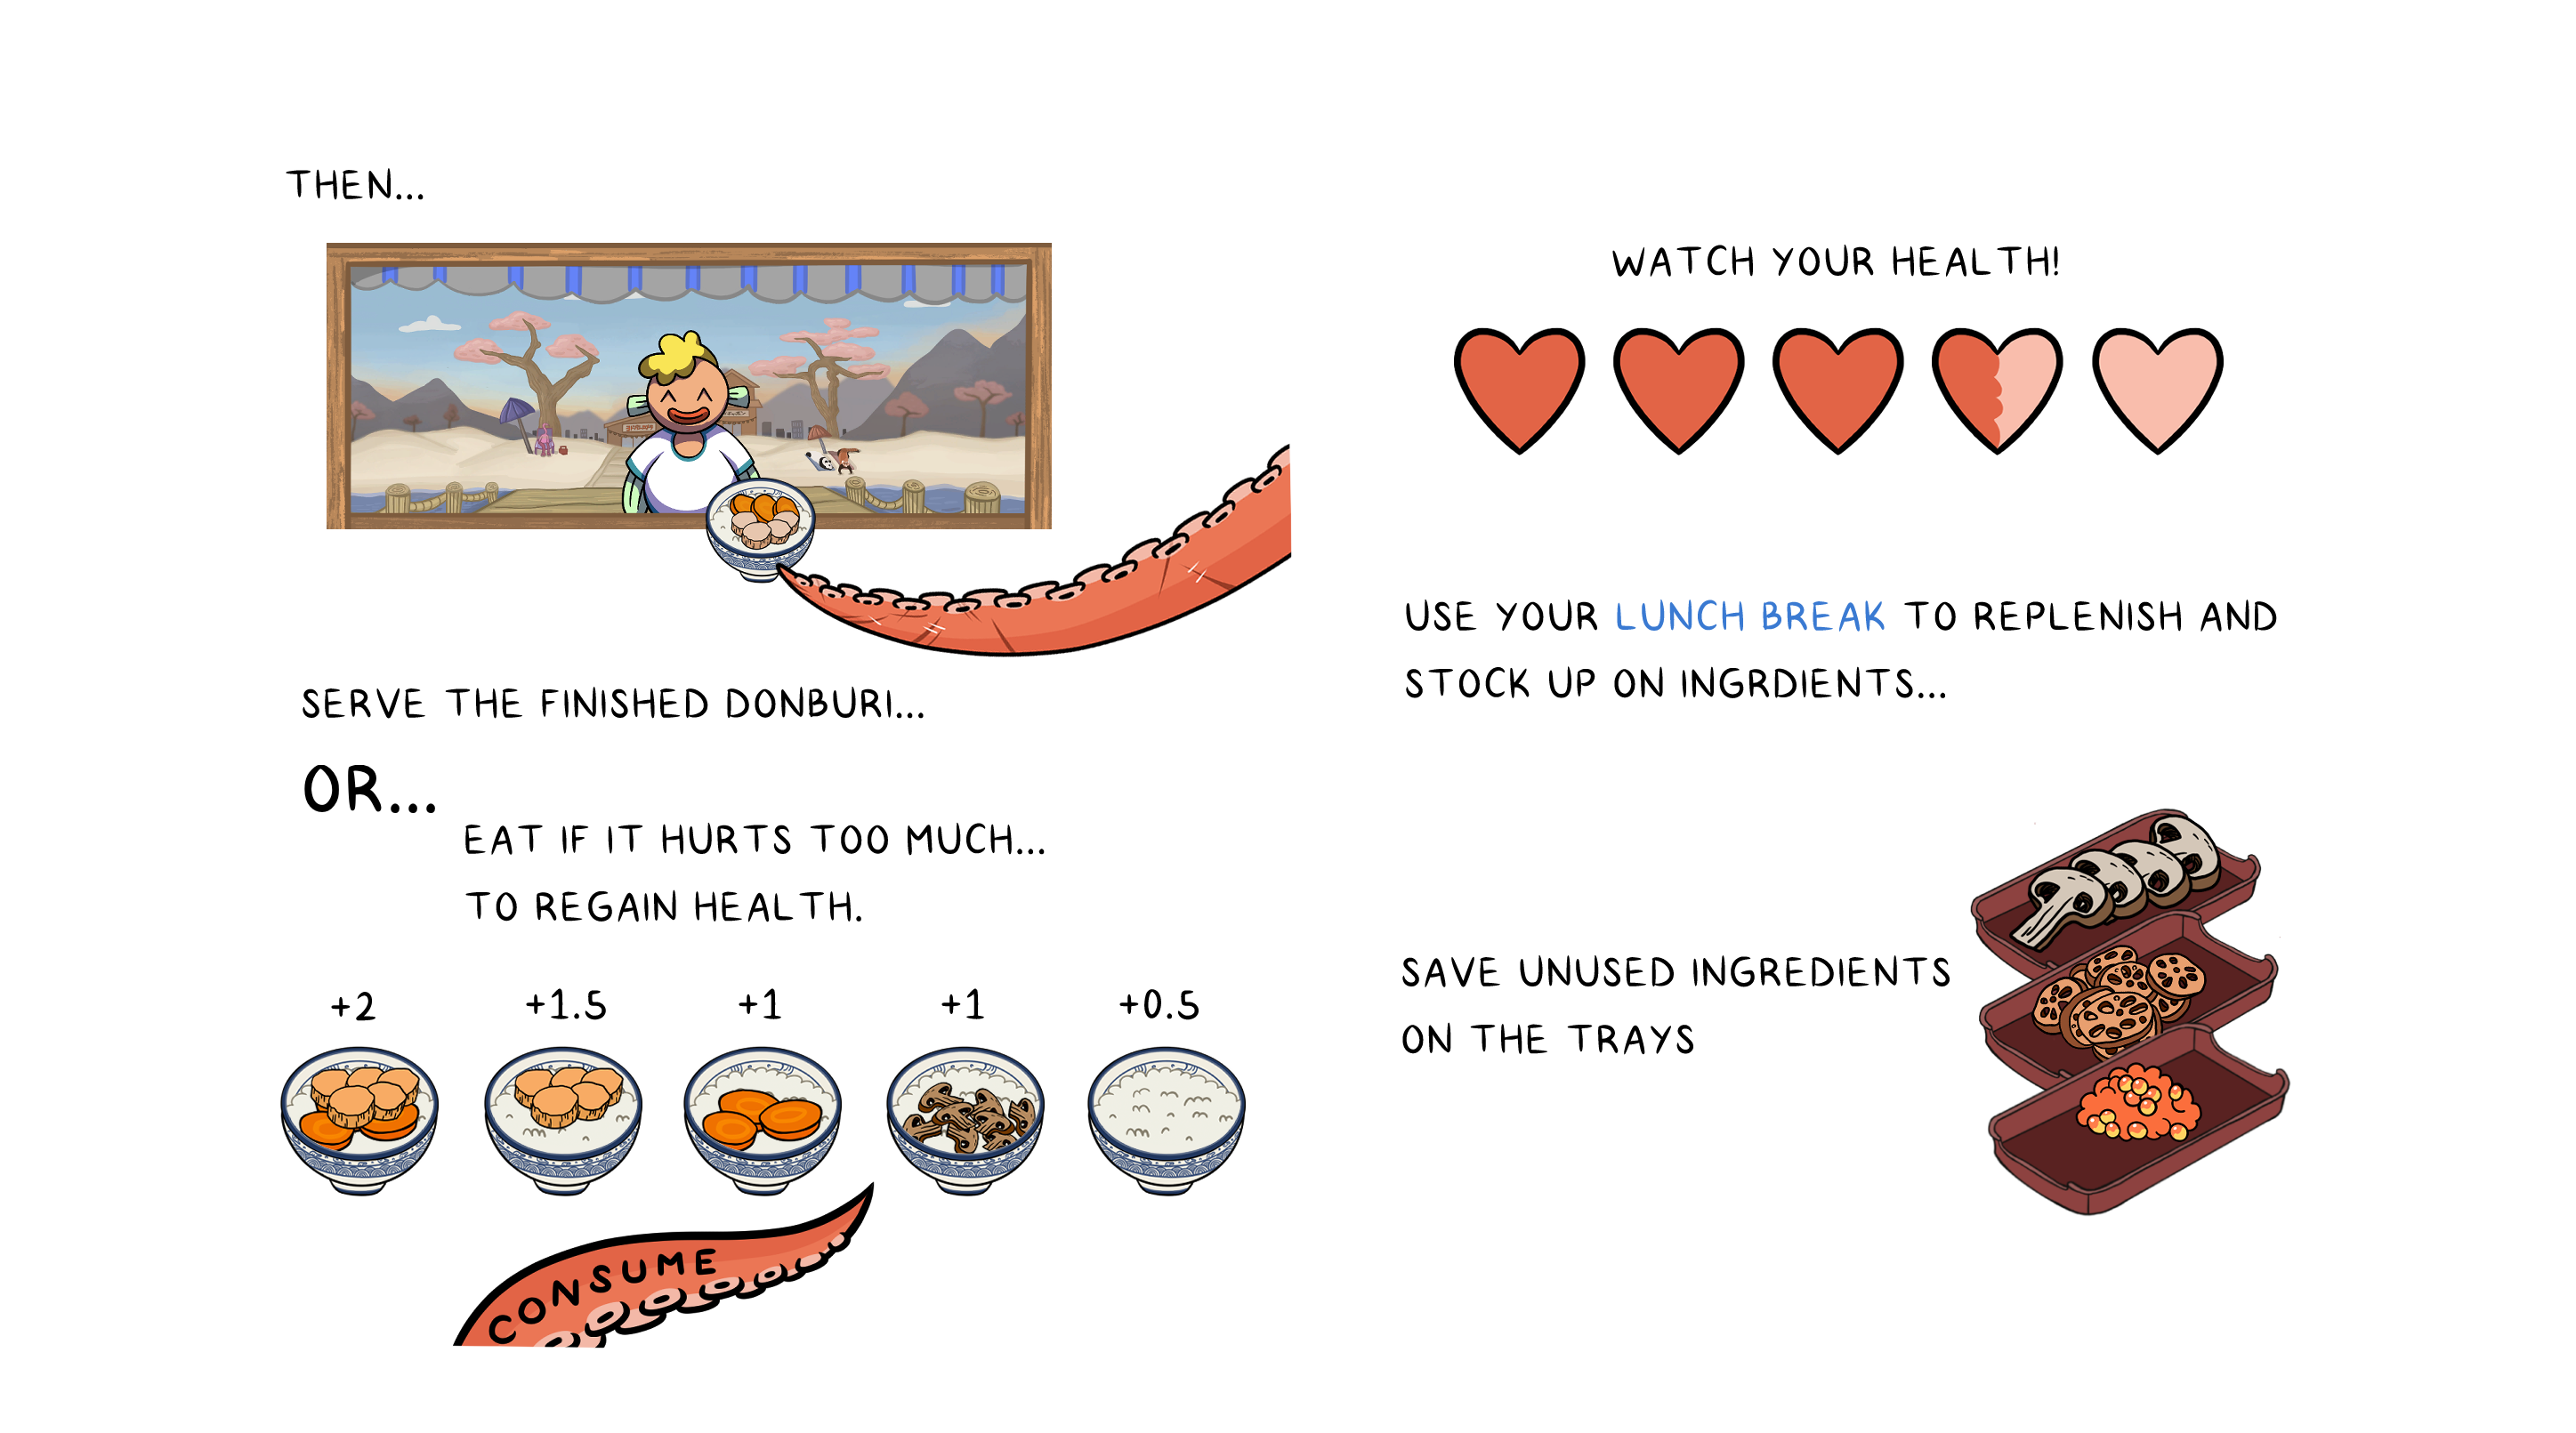 THEN...
SERVE THE FINISHED DONBURI...
OR...
EAT IF IT HURTS TOO MUCH...
TO REGAIN HEALTH.
+2 +1.5 +1 +1 +0.5
CONSUME
WATCH YOUR HEALTH!
USE YOUR LUNCH BREAK TO REPLENISH AND
STOCK UP ON INGRDIENTS...
SAVE UNUSED INGREDIENTS
ON THE TRAYS